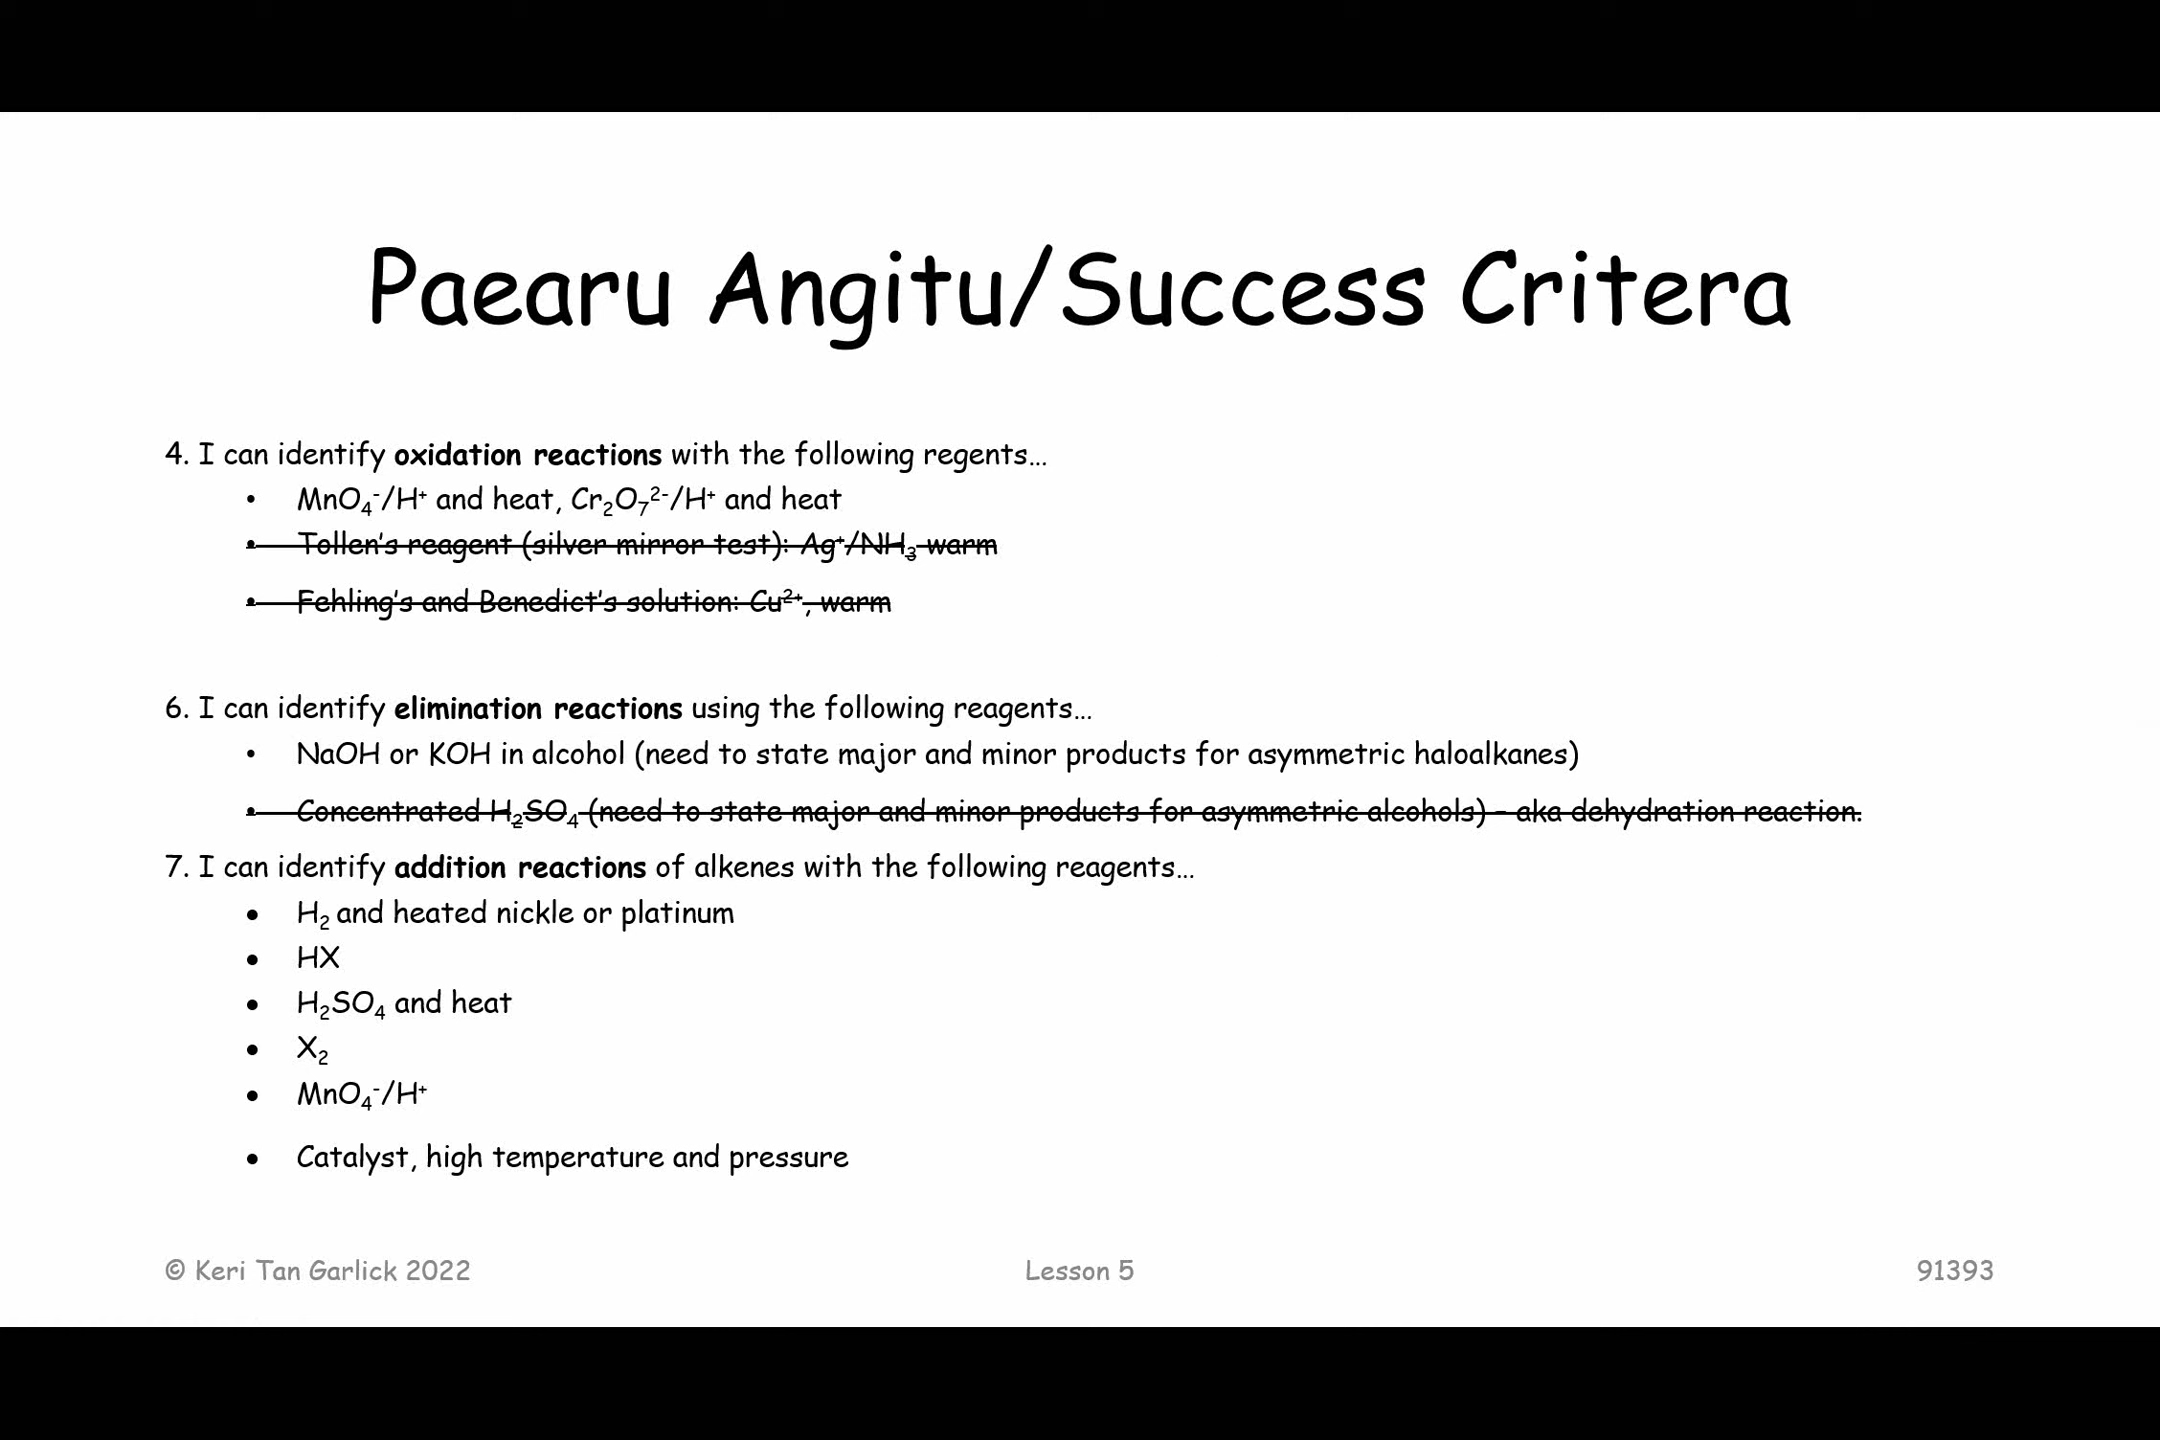 Paearu Angitu/Success Critera
4. I can identify oxidation reactions with the following regents...
• MnO₄⁻/H⁺ and heat, Cr₂O₇²⁻/H⁺ and heat
• Tollen's reagent (silver mirror test): Ag⁺/NH₃ warm
• Fehling's and Benedict's solution: Cu²⁺, warm
6. I can identify elimination reactions using the following reagents...
• NaOH or KOH in alcohol (need to state major and minor products for asymmetric haloalkanes)
• Concentrated H₂SO₄ (need to state major and minor products for asymmetric alcohols) – aka dehydration reaction.
7. I can identify addition reactions of alkenes with the following reagents...
• H₂ and heated nickle or platinum
• HX
• H₂SO₄ and heat
• X₂
• MnO₄⁻/H⁺
• Catalyst, high temperature and pressure
© Keri Tan Garlick 2022 Lesson 5 91393